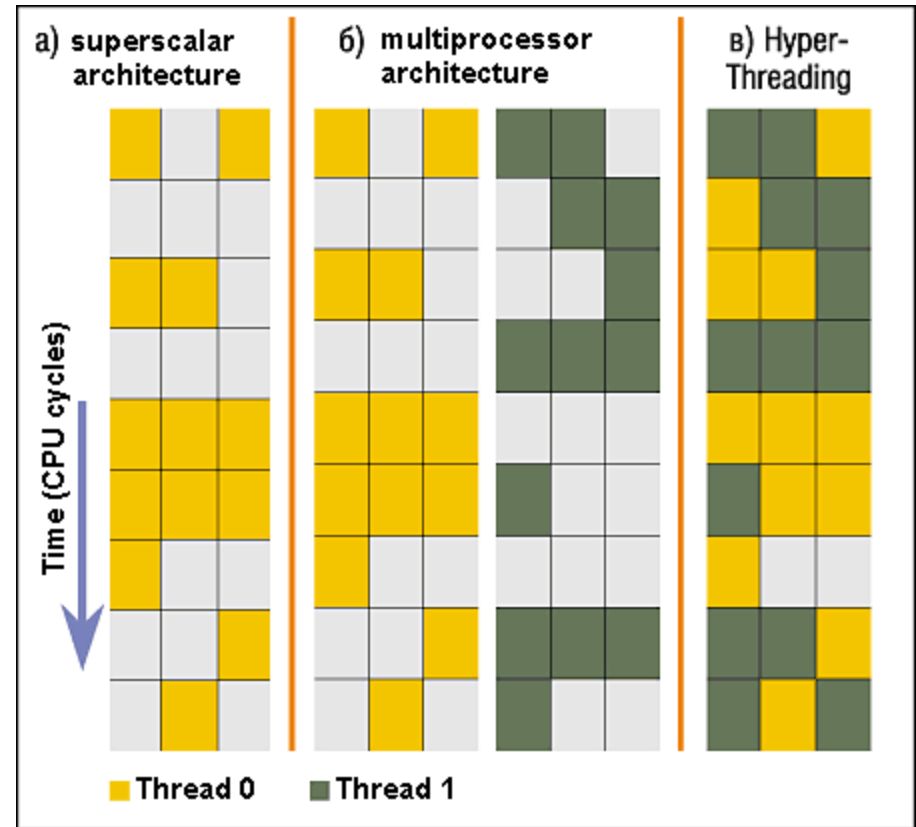 а) superscalar
architecture
б) multiprocessor
architecture
в) Hyper-
Threading
Time (CPU cycles)
Thread 0
Thread 1